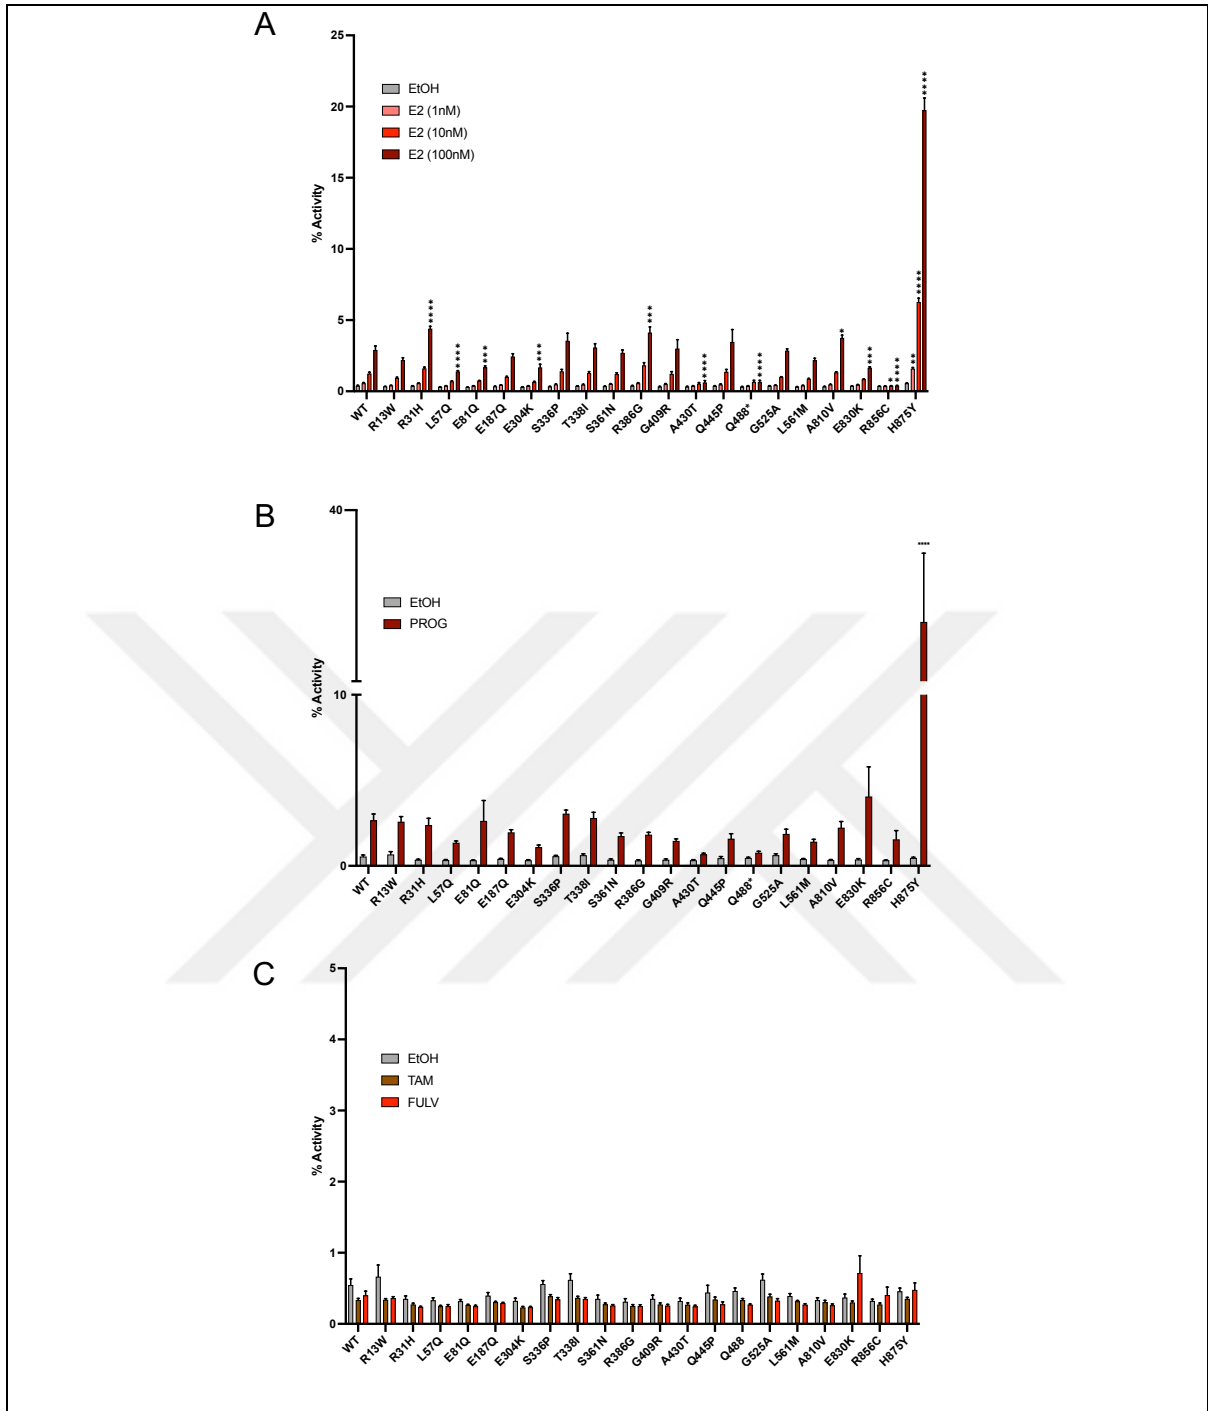 A
25
20
15
10
5
0
% Activity
EtOH
E2 (1nM)
E2 (10nM)
E2 (100nM)
****
****
***
***
***
****
****
*
***
*
****
**
****
****
WT R13W R31H L57Q E81Q E187Q E304K S336P T338I S361N R386G G409R A430T Q445P Q488* G525A L561M A810V E830K R856C H875Y
B
40
10
0
% Activity
EtOH
PROG
****
WT R13W R31H L57Q E81Q E187Q E304K S336P T338I S361N R386G G409R A430T Q445P Q488* G525A L561M A810V E830K R856C H875Y
C
5
4
3
2
1
0
% Activity
EtOH
TAM
FULV
WT R13W R31H L57Q E81Q E187Q E304K S336P T338I S361N R386G G409R A430T Q445P Q488 G525A L561M A810V E830K R856C H875Y